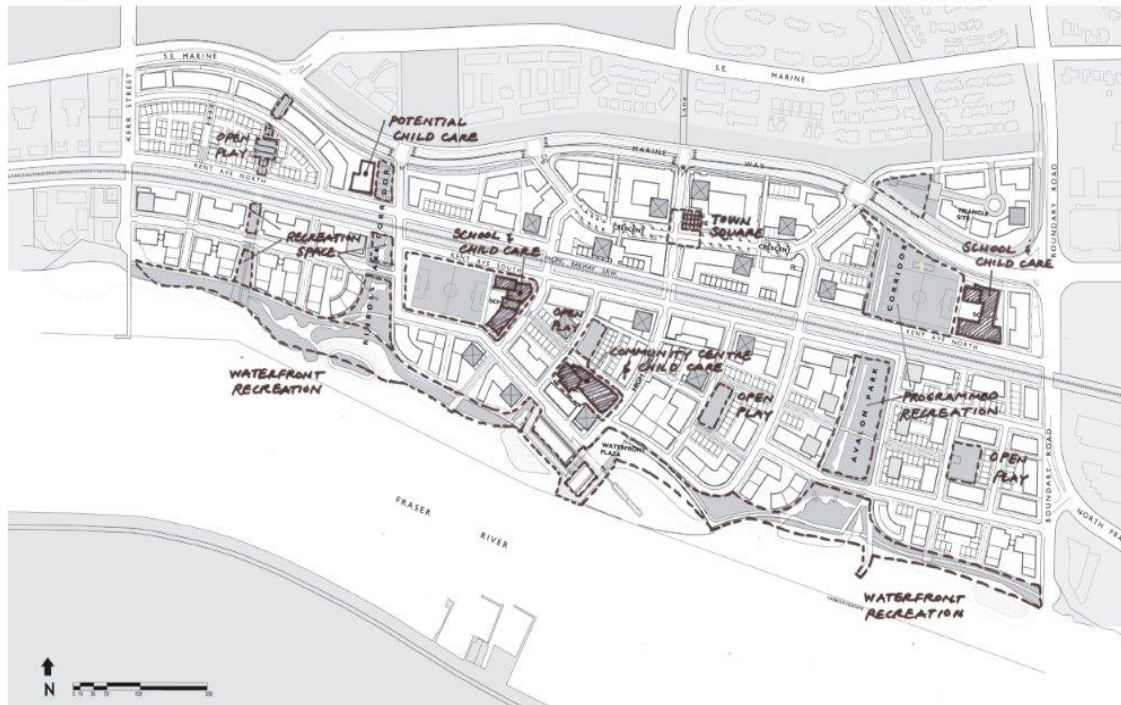 S.E. MARINE
S.E. MARINE
KERR STREET
Lane
POTENTIAL
CHILD CARE
OPEN
PLAY
MARINE WAY
KENT AVE NORTH
BOUNDARY ROAD
TRIANGLE
SITE
TOWN
SQUARE
CRESCENT
CRESCENT
SCHOOL &
CHILD CARE
SCHOOL &
CHILD CARE
RECREATION
SPACE
CORRIDOR
KENT AVE SOUTH
CORRIDOR
KENT AVE NORTH
OPEN
PLAY
COMMUNITY CENTRE
& CHILD CARE
WATERFRONT
RECREATION
OPEN
PLAY
AVALON PARK
PROGRAMMED
RECREATION
OPEN
PLAY
BOUNDARY ROAD
WATERFRONT
PLAZA
FRASER
RIVER
WATERFRONT
RECREATION
N